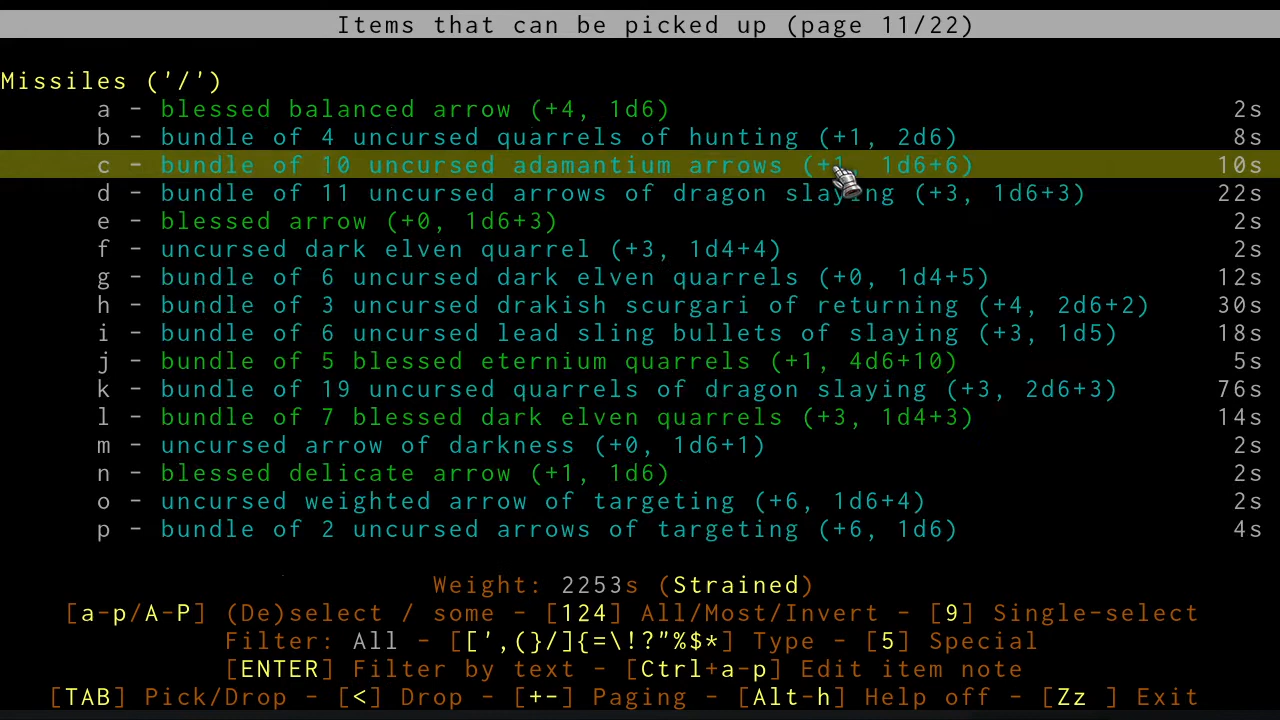 Items that can be picked up (page 11/22)
Missiles ('/')
a - blessed balanced arrow (+4, 1d6) 2s
b - bundle of 4 uncursed quarrels of hunting (+1, 2d6) 8s
c - bundle of 10 uncursed adamantium arrows (+1, 1d6+6) 10s
d - bundle of 11 uncursed arrows of dragon slaying (+3, 1d6+3) 22s
e - blessed arrow (+0, 1d6+3) 2s
f - uncursed dark elven quarrel (+3, 1d4+4) 2s
g - bundle of 6 uncursed dark elven quarrels (+0, 1d4+5) 12s
h - bundle of 3 uncursed drakish scurgari of returning (+4, 2d6+2) 30s
i - bundle of 6 uncursed lead sling bullets of slaying (+3, 1d5) 18s
j - bundle of 5 blessed eternium quarrels (+1, 4d6+10) 5s
k - bundle of 19 uncursed quarrels of dragon slaying (+3, 2d6+3) 76s
l - bundle of 7 blessed dark elven quarrels (+3, 1d4+3) 14s
m - uncursed arrow of darkness (+0, 1d6+1) 2s
n - blessed delicate arrow (+1, 1d6) 2s
o - uncursed weighted arrow of targeting (+6, 1d6+4) 2s
p - bundle of 2 uncursed arrows of targeting (+6, 1d6) 4s
Weight: 2253s (Strained)
[a-p/A-P] (De)select / some - [124] All/Most/Invert - [9] Single-select
Filter: All - [[',(}/]{=\!?"%$*] Type - [5] Special
[ENTER] Filter by text - [Ctrl+a-p] Edit item note
[TAB] Pick/Drop - [<] Drop - [+-] Paging - [Alt-h] Help off - [Zz ] Exit